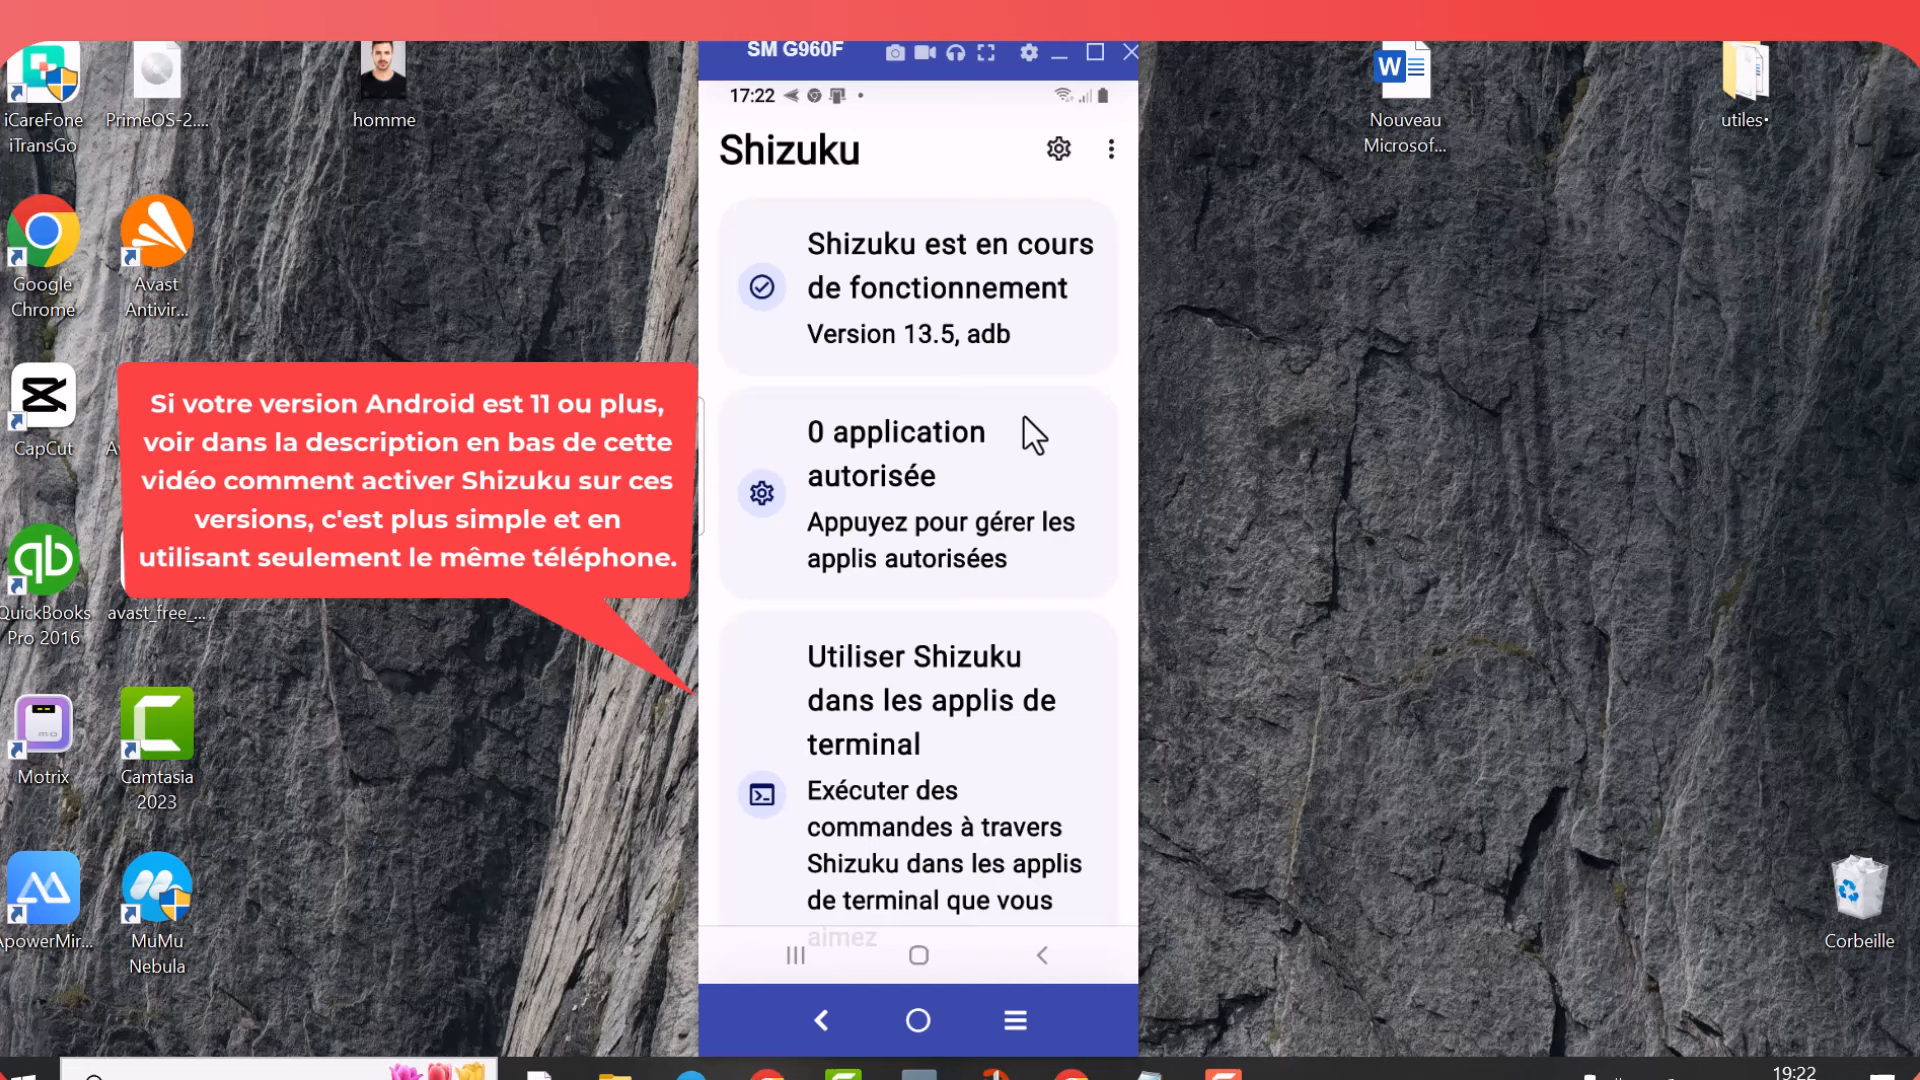 SM G960F
17:22
Shizuku
Shizuku est en cours
de fonctionnement
Version 13.5, adb
0 application
autorisée
Appuyez pour gérer les
applis autorisées
Utiliser Shizuku
dans les applis de
terminal
Exécuter des
commandes à travers
Shizuku dans les applis
de terminal que vous
aimez
Si votre version Android est 11 ou plus,
voir dans la description en bas de cette
vidéo comment activer Shizuku sur ces
versions, c'est plus simple et en
utilisant seulement le même téléphone.
iCareFone
iTransGo
PrimeOS-2....
homme
Google
Chrome
Avast
Antivir...
CapCut
QuickBooks
Pro 2016
avast_free_...
Motrix
Camtasia
2023
ApowerMir...
MuMu
Nebula
Nouveau
Microsof...
utiles•
Corbeille
19:22